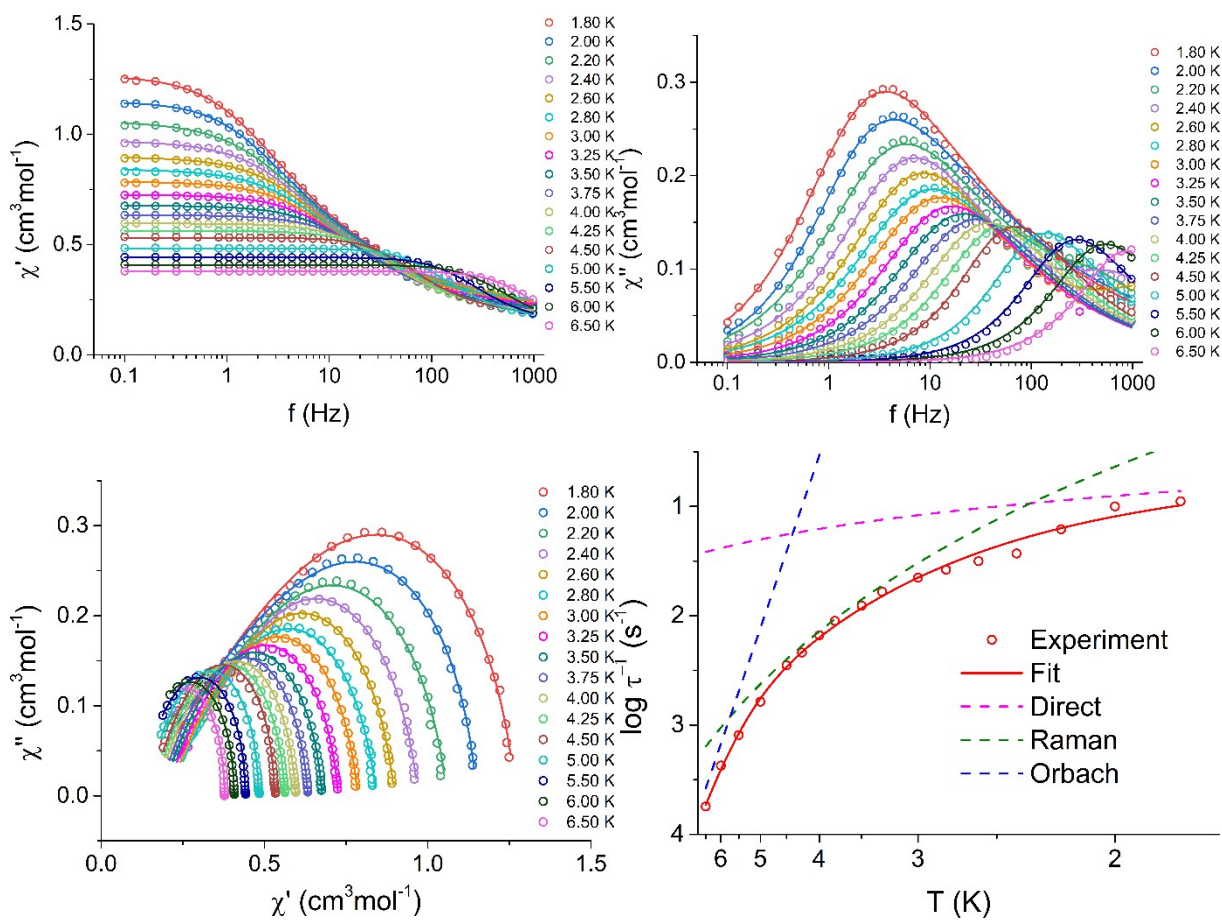 1.5
1.0
0.5
0.0
χ' (cm³mol⁻¹)
0.1
1
10
100
1000
f (Hz)
1.80 K
2.00 K
2.20 K
2.40 K
2.60 K
2.80 K
3.00 K
3.25 K
3.50 K
3.75 K
4.00 K
4.25 K
4.50 K
5.00 K
5.50 K
6.00 K
6.50 K
0.3
0.2
0.1
0.0
χ'' (cm³mol⁻¹)
0.1
1
10
100
1000
f (Hz)
1.80 K
2.00 K
2.20 K
2.40 K
2.60 K
2.80 K
3.00 K
3.25 K
3.50 K
3.75 K
4.00 K
4.25 K
4.50 K
5.00 K
5.50 K
6.00 K
6.50 K
0.3
0.2
0.1
0.0
χ'' (cm³mol⁻¹)
0.0
0.5
1.0
1.5
χ' (cm³mol⁻¹)
1.80 K
2.00 K
2.20 K
2.40 K
2.60 K
2.80 K
3.00 K
3.25 K
3.50 K
3.75 K
4.00 K
4.25 K
4.50 K
5.00 K
5.50 K
6.00 K
6.50 K
1
2
3
4
log τ⁻¹ (s⁻¹)
6
5
4
3
2
T (K)
Experiment
Fit
Direct
Raman
Orbach